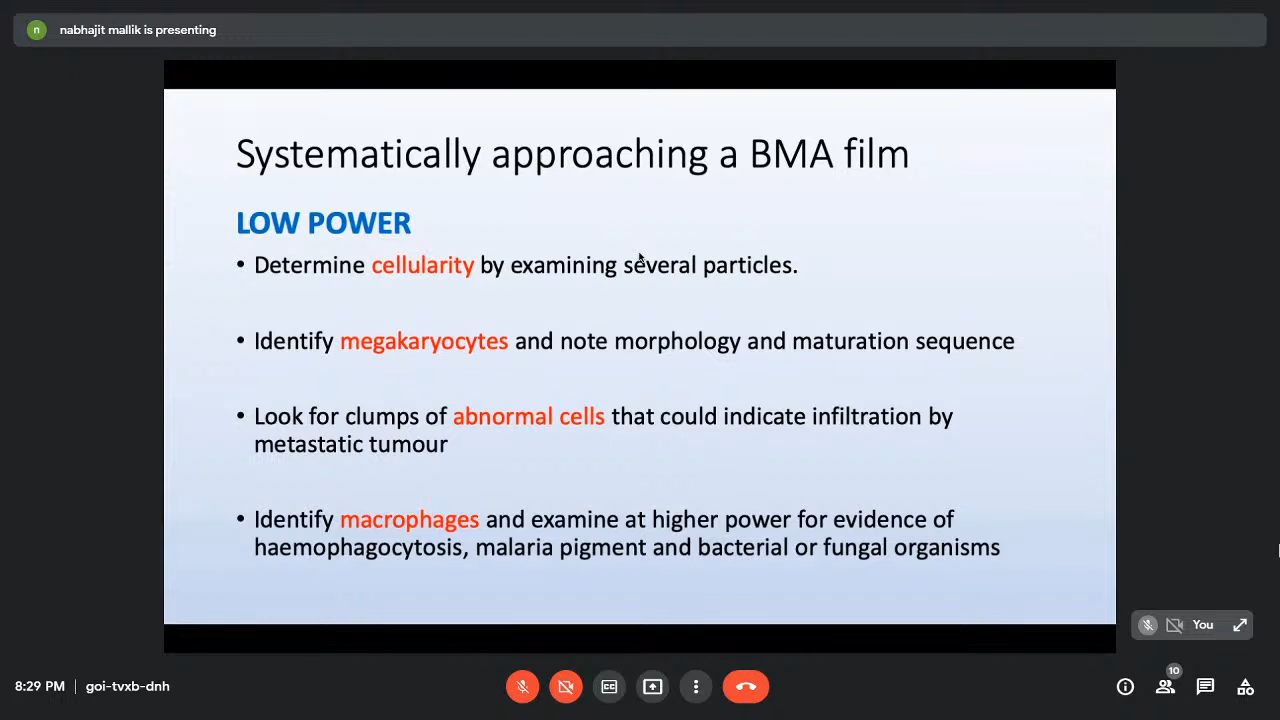 n
nabhajit mallik is presenting
Systematically approaching a BMA film
LOW POWER
• Determine cellularity by examining several particles.
• Identify megakaryocytes and note morphology and maturation sequence
• Look for clumps of abnormal cells that could indicate infiltration by
metastatic tumour
• Identify macrophages and examine at higher power for evidence of
haemophagocytosis, malaria pigment and bacterial or fungal organisms
You
8:29 PM | goi-tvxb-dnh
CC
10